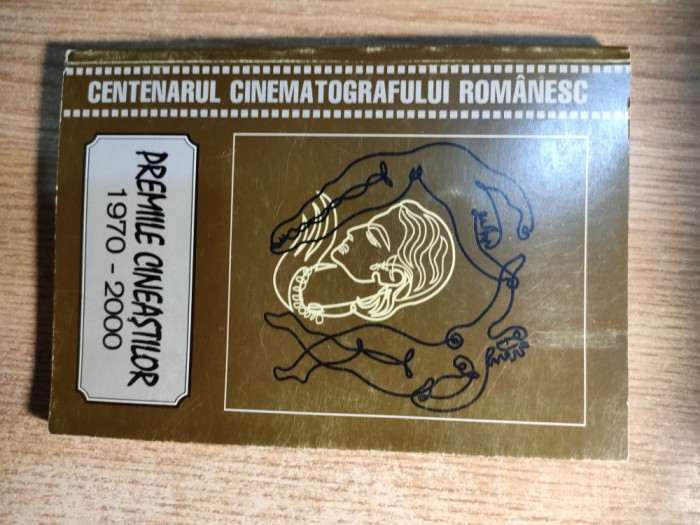 CENTENARUL CINEMATOGRAFULUI ROMÂNESC
PREMIILE CINEAȘTILOR
1970 - 2000